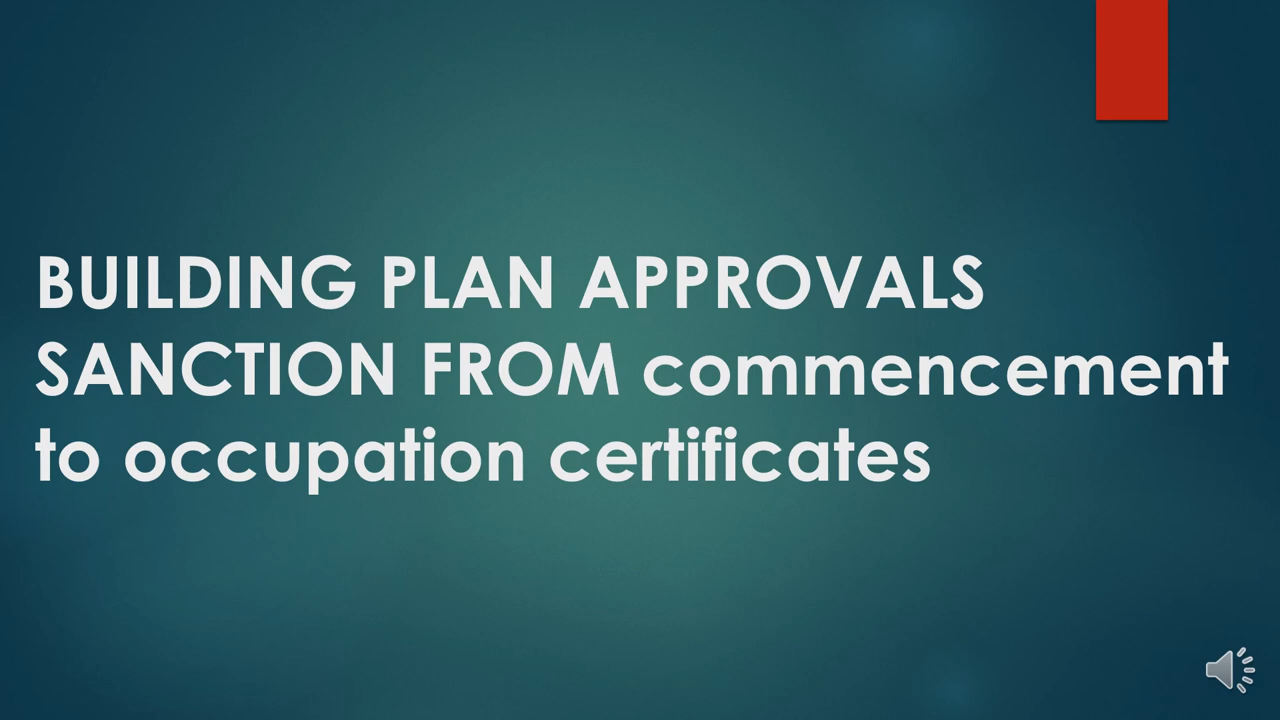 BUILDING PLAN APPROVALS
SANCTION FROM commencement
to occupation certificates